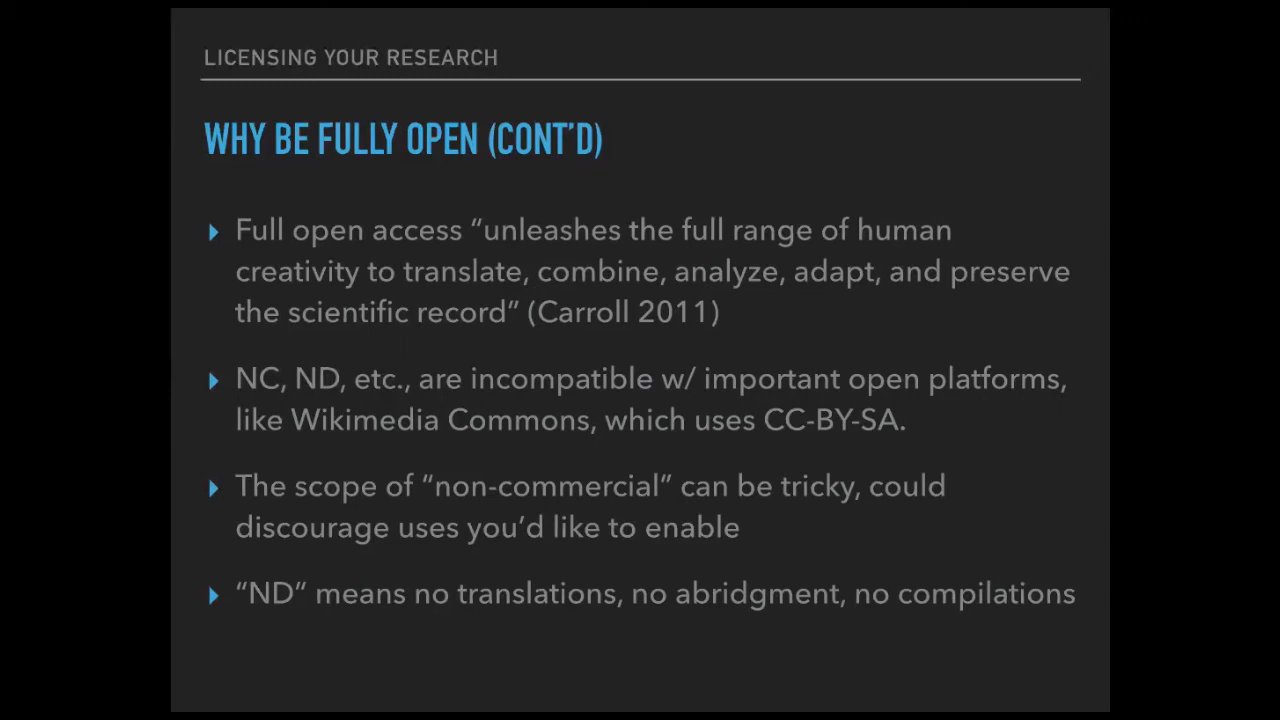 LICENSING YOUR RESEARCH
WHY BE FULLY OPEN (CONT’D)
Full open access “unleashes the full range of human
creativity to translate, combine, analyze, adapt, and preserve
the scientific record” (Carroll 2011)
NC, ND, etc., are incompatible w/ important open platforms,
like Wikimedia Commons, which uses CC-BY-SA.
The scope of “non-commercial” can be tricky, could
discourage uses you’d like to enable
“ND” means no translations, no abridgment, no compilations